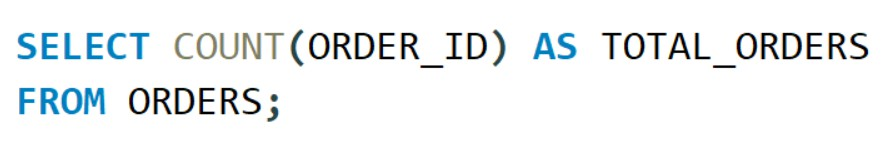 SELECT COUNT(ORDER_ID) AS TOTAL_ORDERS
FROM ORDERS;